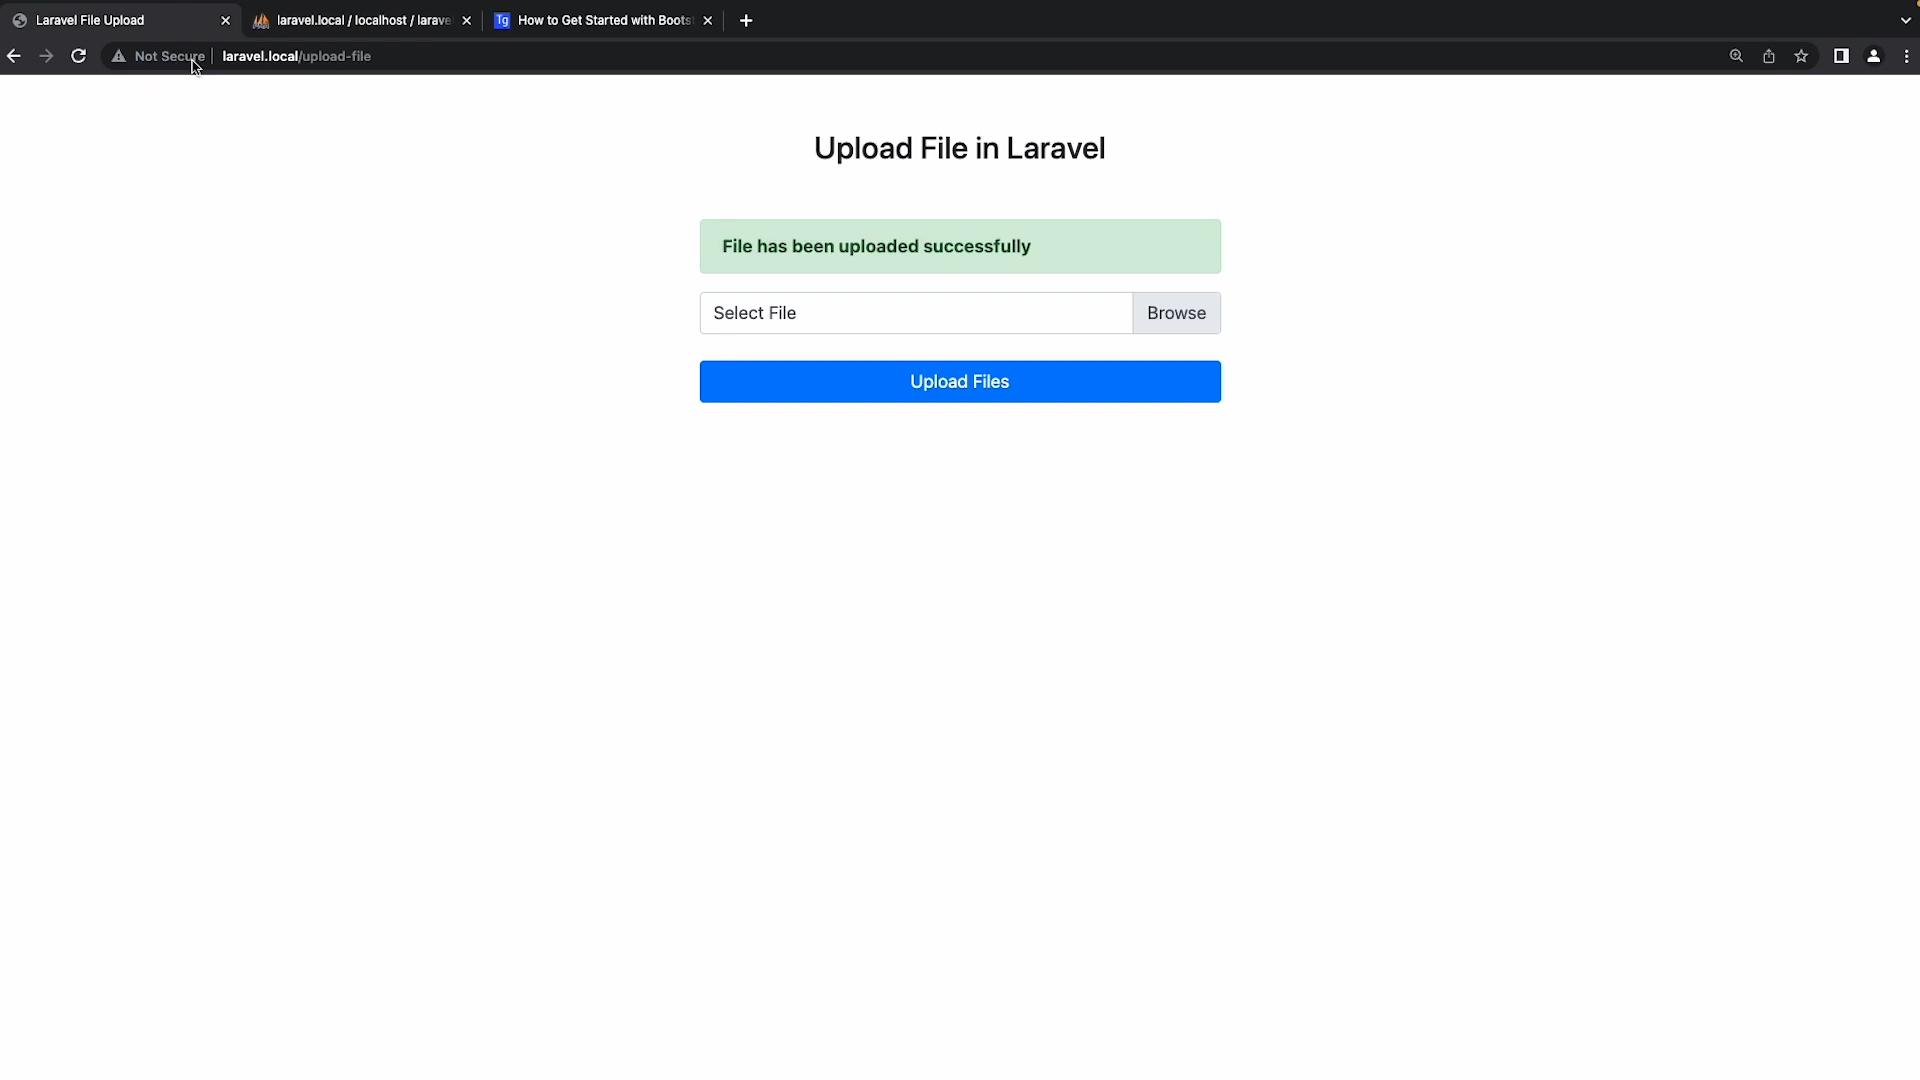 Laravel File Upload
laravel.local / localhost / larave
Tg How to Get Started with Boots
Not Secure laravel.local/upload-file
Upload File in Laravel
File has been uploaded successfully
Select File Browse
Upload Files